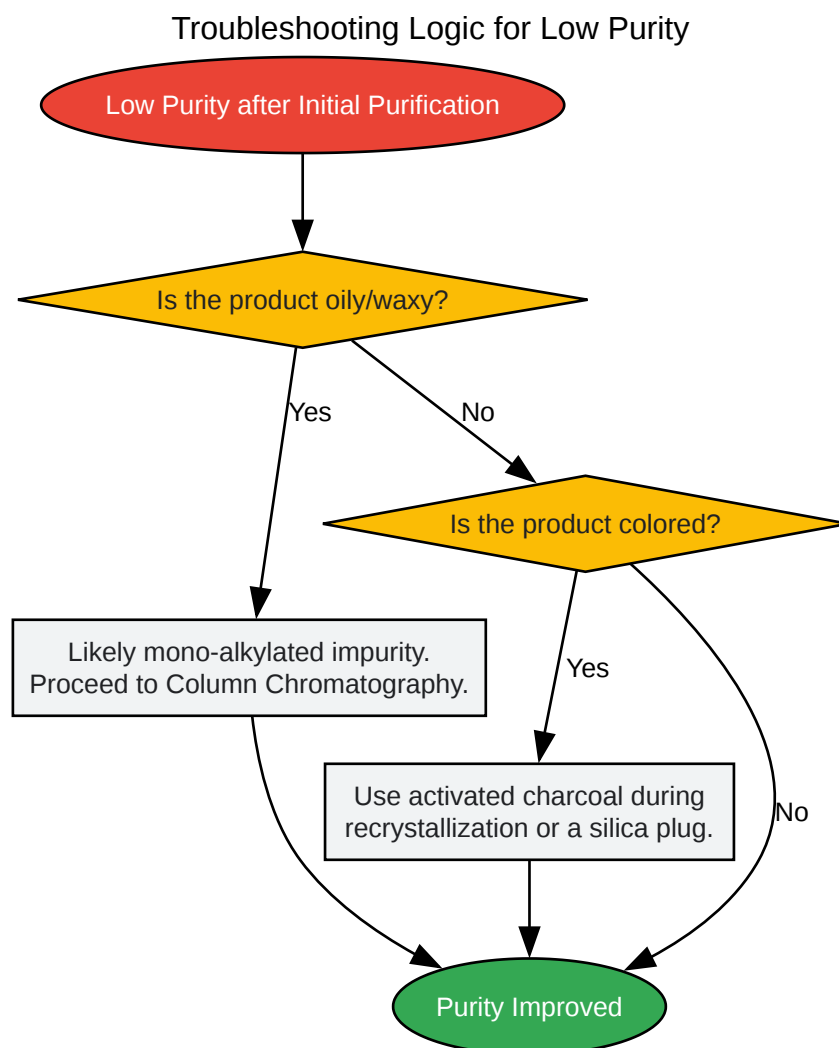 Troubleshooting Logic for Low Purity
Low Purity after Initial Purification
Is the product oily/waxy?
Yes
No
Is the product colored?
Likely mono-alkylated impurity.
Proceed to Column Chromatography.
Yes
Use activated charcoal during
recrystallization or a silica plug.
No
Purity Improved